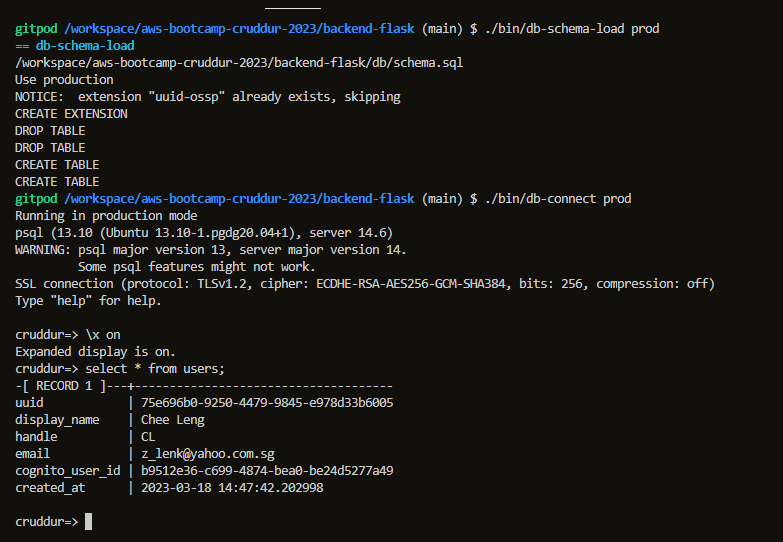 gitpod /workspace/aws-bootcamp-cruddur-2023/backend-flask (main) $ ./bin/db-schema-load prod
== db-schema-load
/workspace/aws-bootcamp-cruddur-2023/backend-flask/db/schema.sql
Use production
NOTICE:  extension "uuid-ossp" already exists, skipping
CREATE EXTENSION
DROP TABLE
DROP TABLE
CREATE TABLE
CREATE TABLE
gitpod /workspace/aws-bootcamp-cruddur-2023/backend-flask (main) $ ./bin/db-connect prod
Running in production mode
psql (13.10 (Ubuntu 13.10-1.pgdg20.04+1), server 14.6)
WARNING: psql major version 13, server major version 14.
         Some psql features might not work.
SSL connection (protocol: TLSv1.2, cipher: ECDHE-RSA-AES256-GCM-SHA384, bits: 256, compression: off)
Type "help" for help.
cruddur=> \x on
Expanded display is on.
cruddur=> select * from users;
-[ RECORD 1 ]---+-------------------------------------
uuid            | 75e696b0-9250-4479-9845-e978d33b6005
display_name    | Chee Leng
handle          | CL
email           | z_lenk@yahoo.com.sg
cognito_user_id | b9512e36-c699-4874-bea0-be24d5277a49
created_at      | 2023-03-18 14:47:42.202998
cruddur=>